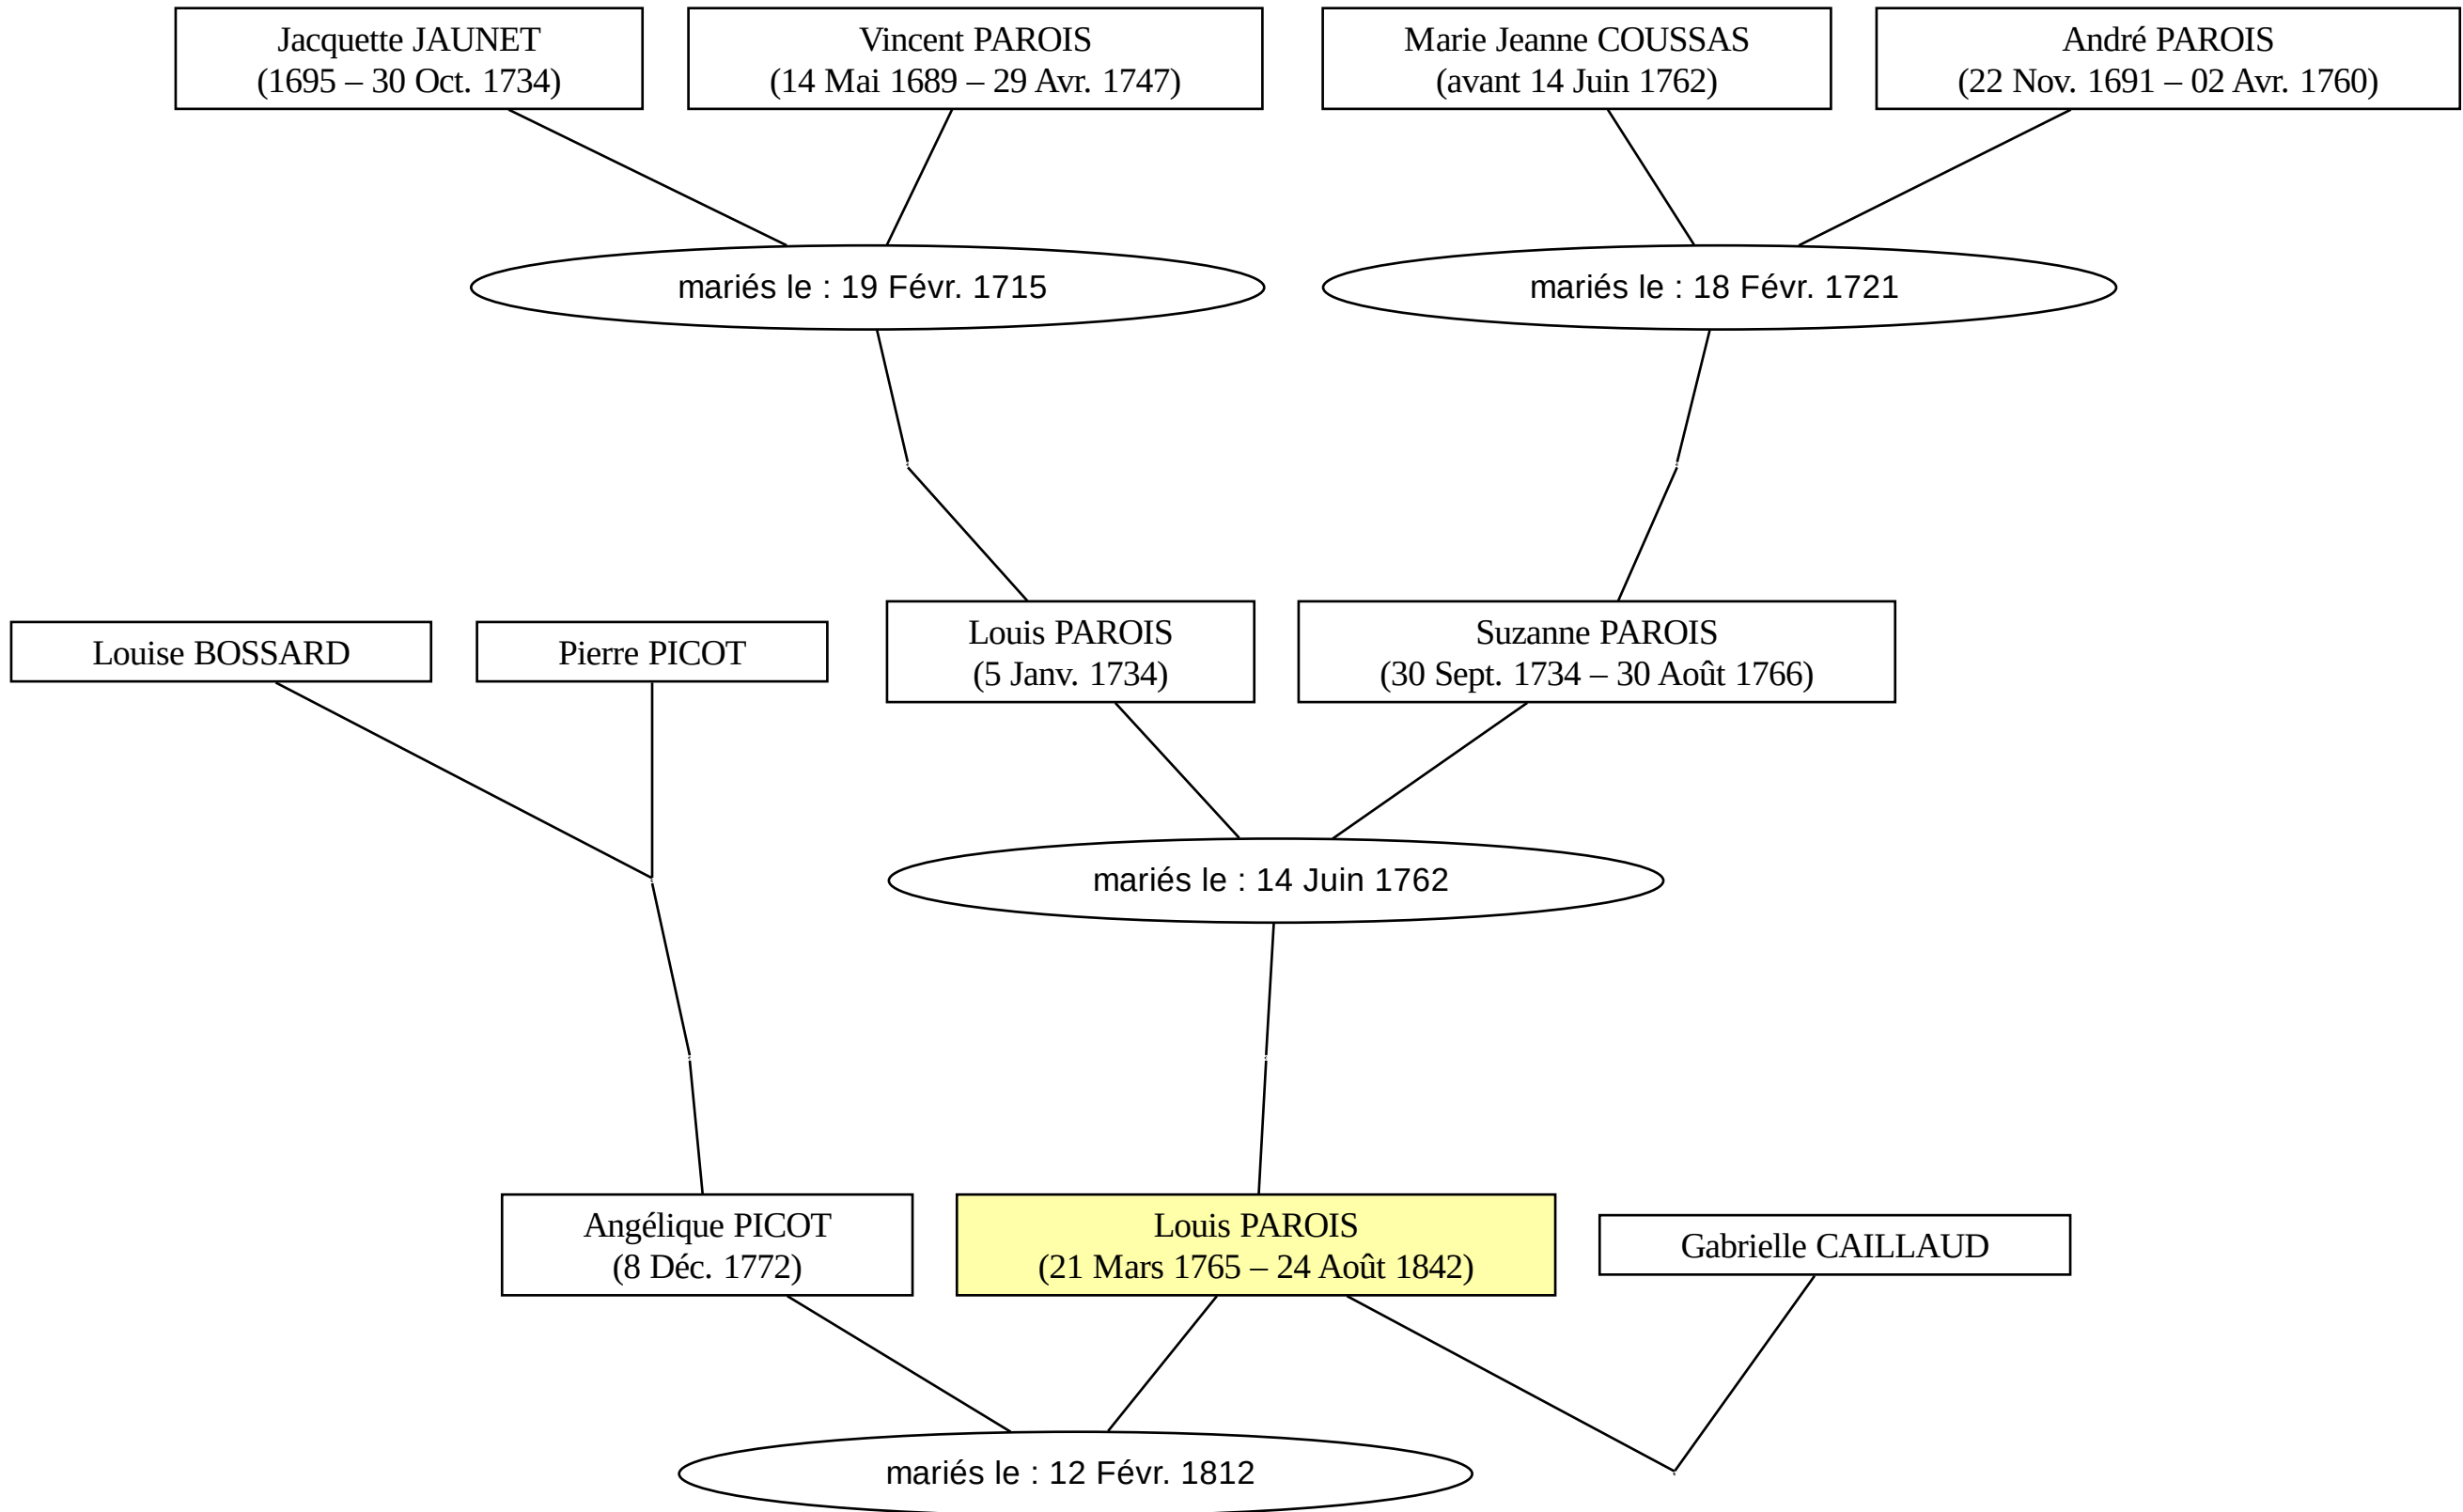 Jacquette JAUNET
(1695 – 30 Oct. 1734)
Vincent PAROIS
(14 Mai 1689 – 29 Avr. 1747)
Marie Jeanne COUSSAS
(avant 14 Juin 1762)
André PAROIS
(22 Nov. 1691 – 02 Avr. 1760)
mariés le : 19 Févr. 1715
mariés le : 18 Févr. 1721
Louise BOSSARD
Pierre PICOT
Louis PAROIS
(5 Janv. 1734)
Suzanne PAROIS
(30 Sept. 1734 – 30 Août 1766)
mariés le : 14 Juin 1762
Angélique PICOT
(8 Déc. 1772)
Louis PAROIS
(21 Mars 1765 – 24 Août 1842)
Gabrielle CAILLAUD
mariés le : 12 Févr. 1812